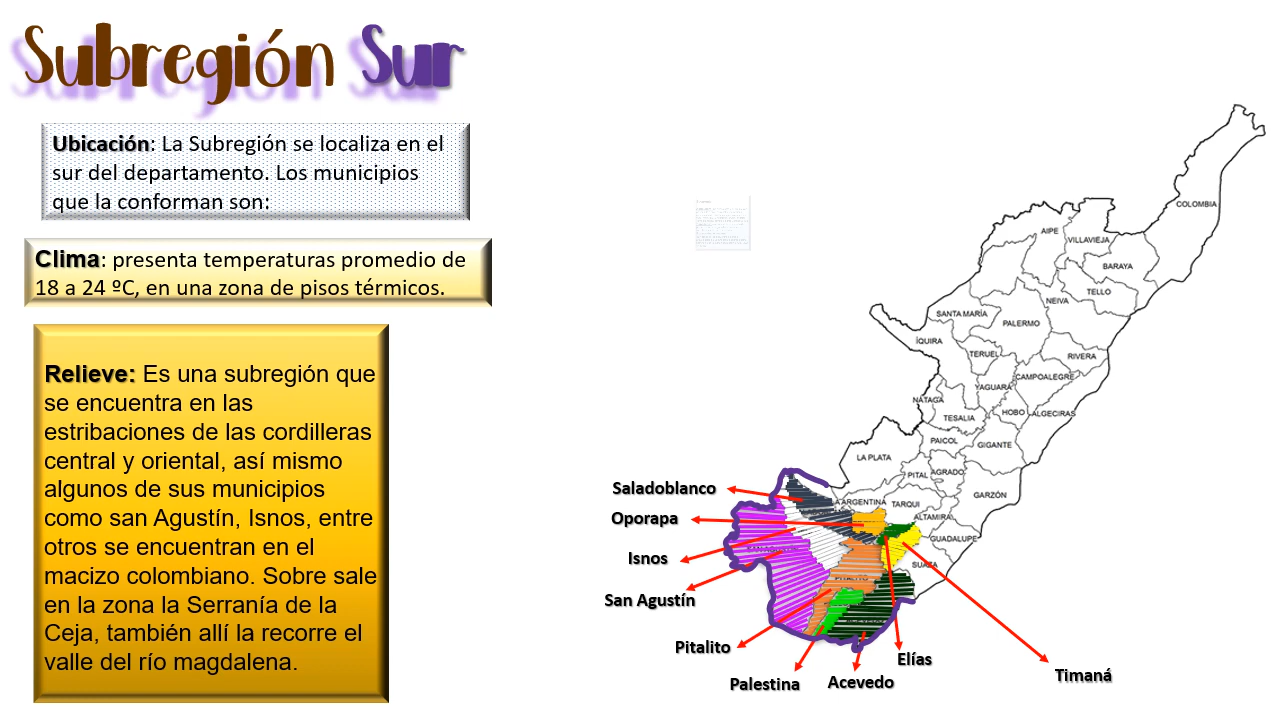 Subregión Sur
Ubicación: La Subregión se localiza en el
sur del departamento. Los municipios
que la conforman son:
Clima: presenta temperaturas promedio de
18 a 24 ºC, en una zona de pisos térmicos.
Relieve: Es una subregión que
se encuentra en las
estribaciones de las cordilleras
central y oriental, así mismo
algunos de sus municipios
como san Agustín, Isnos, entre
otros se encuentran en el
macizo colombiano. Sobre sale
en la zona la Serranía de la
Ceja, también allí la recorre el
valle del río magdalena.
COLOMBIA
AIPE
VILLAVIEJA
BARAYA
TELLO
NEIVA
SANTA MARÍA
PALERMO
ÍQUIRA
TERUEL
RIVERA
CAMPOALEGRE
YAGUARÁ
NÁTAGA
TESALIA
HOBO
ALGECIRAS
PAICOL
GIGANTE
LA PLATA
PITAL
AGRADO
GARZÓN
LA ARGENTINA
TARQUI
ALTAMIRA
GUADALUPE
SUAZA
PITALITO
ACEVEDO
Saladoblanco
Oporapa
Isnos
San Agustín
Pitalito
Palestina
Acevedo
Elías
Timaná